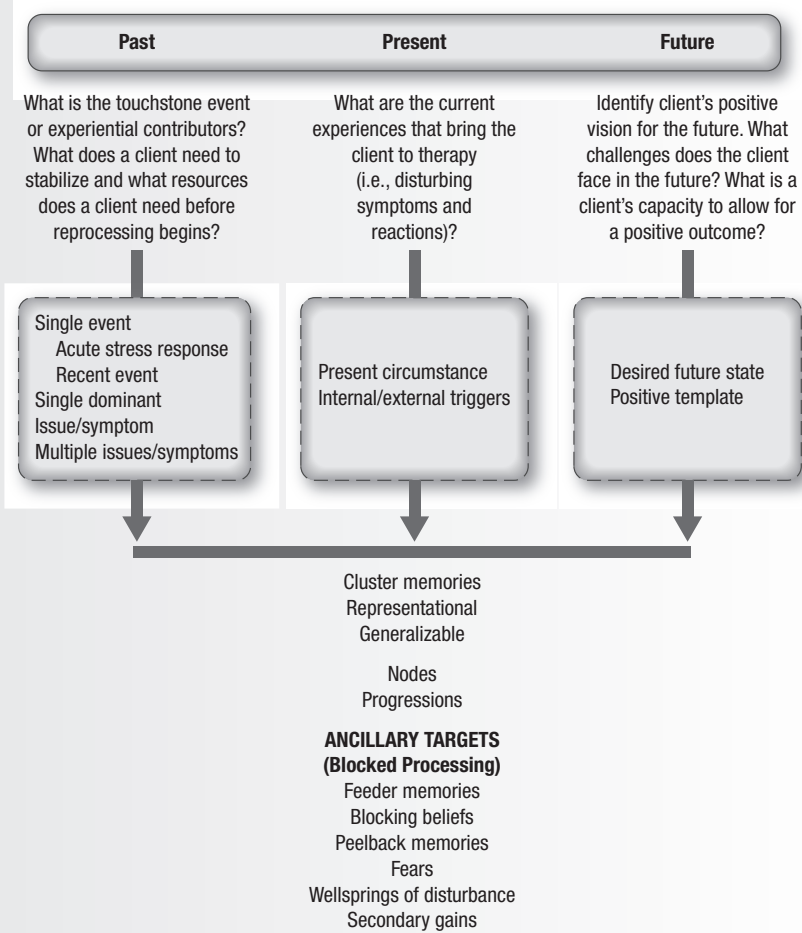 Past
Present
Future
What is the touchstone event
or experiential contributors?
What does a client need to
stabilize and what resources
does a client need before
reprocessing begins?
What are the current
experiences that bring the
client to therapy
(i.e., disturbing
symptoms and
reactions)?
Identify client’s positive
vision for the future. What
challenges does the client
face in the future? What is a
client’s capacity to allow for
a positive outcome?
Single event
Acute stress response
Recent event
Single dominant
Issue/symptom
Multiple issues/symptoms
Present circumstance
Internal/external triggers
Desired future state
Positive template
Cluster memories
Representational
Generalizable
Nodes
Progressions
ANCILLARY TARGETS
(Blocked Processing)
Feeder memories
Blocking beliefs
Peelback memories
Fears
Wellsprings of disturbance
Secondary gains